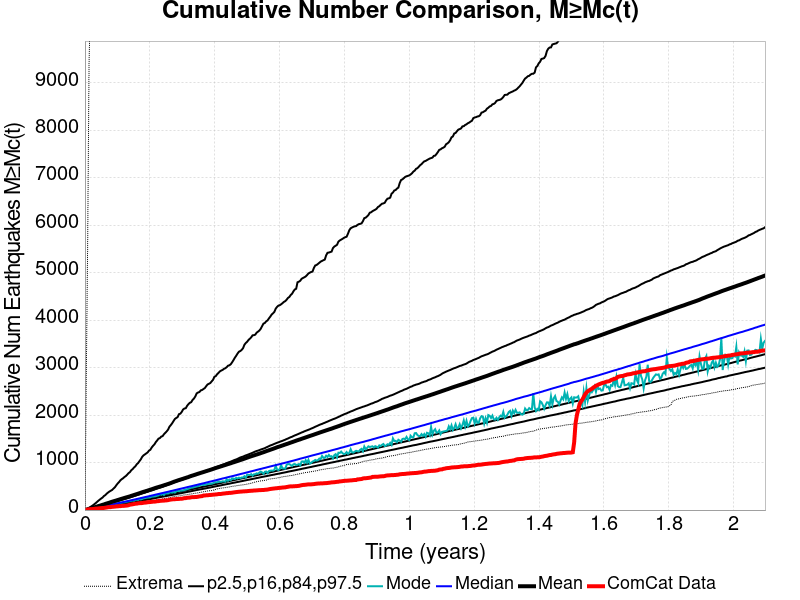 Cumulative Number Comparison, M≥Mc(t)
Cumulative Num Earthquakes M≥Mc(t)
9000
8000
7000
6000
5000
4000
3000
2000
1000
0
0 0.2 0.4 0.6 0.8 1 1.2 1.4 1.6 1.8 2
Time (years)
Extrema p2.5,p16,p84,p97.5 Mode Median Mean ComCat Data